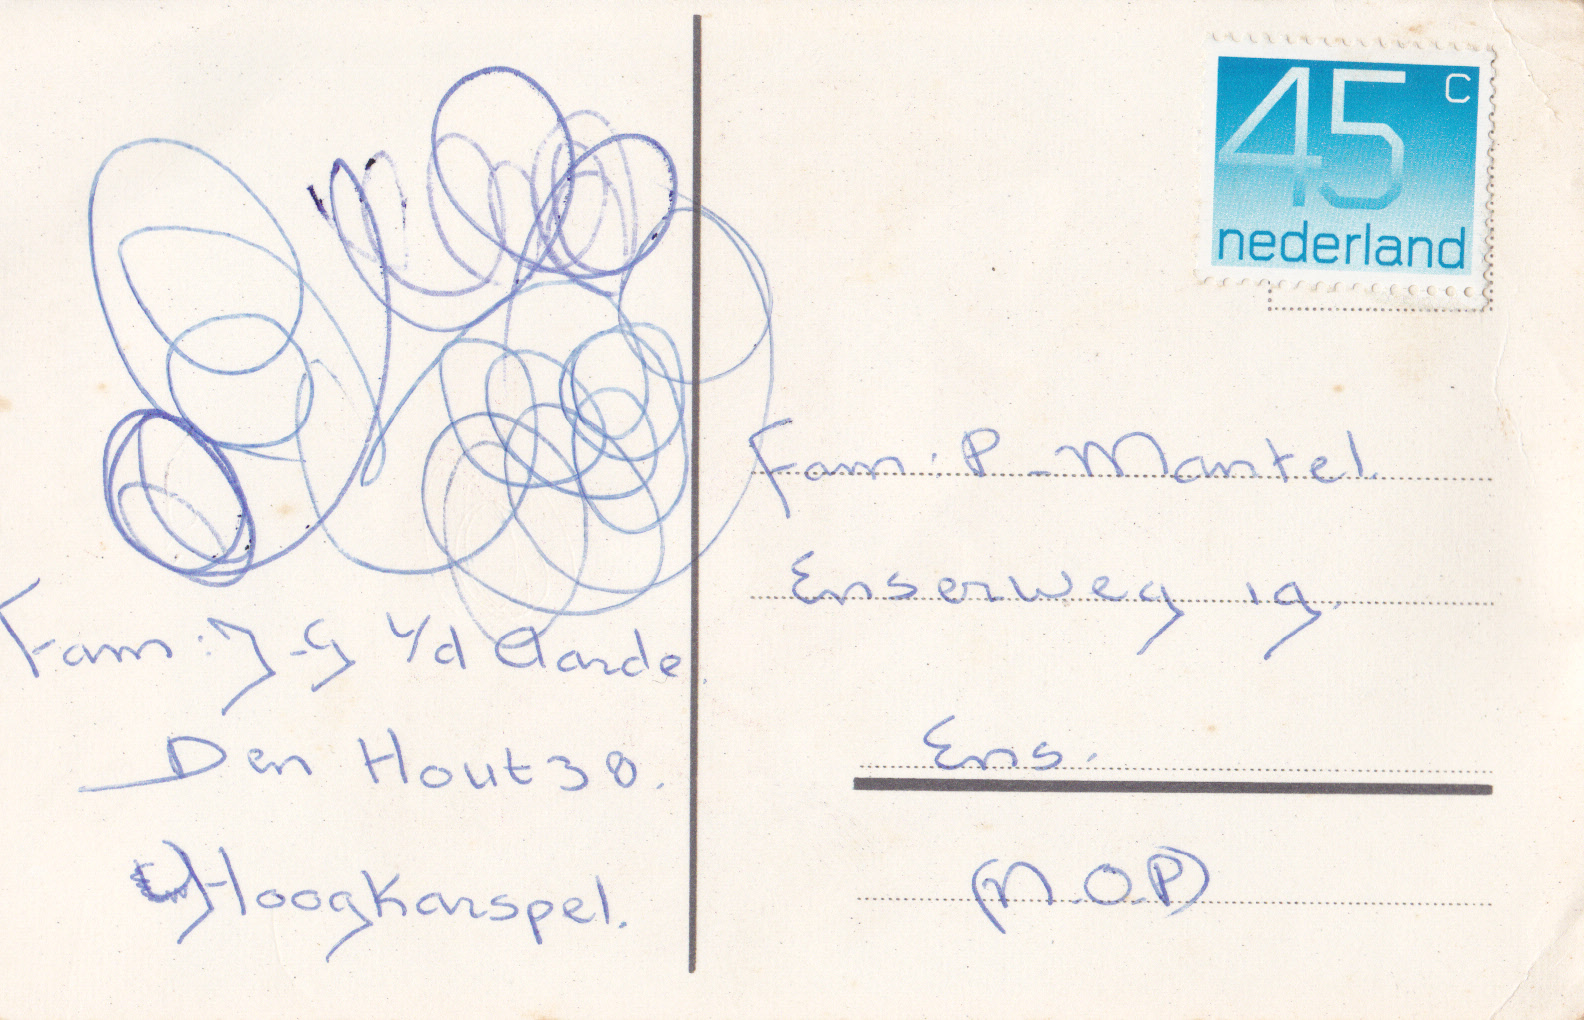 Fam: J-G v/d Aarde.
Den Hout 38.
Hoogkarspel.
45 c
nederland
Fam: P-Mantel.
Enserweg 19.
Ens.
(N.O.P)